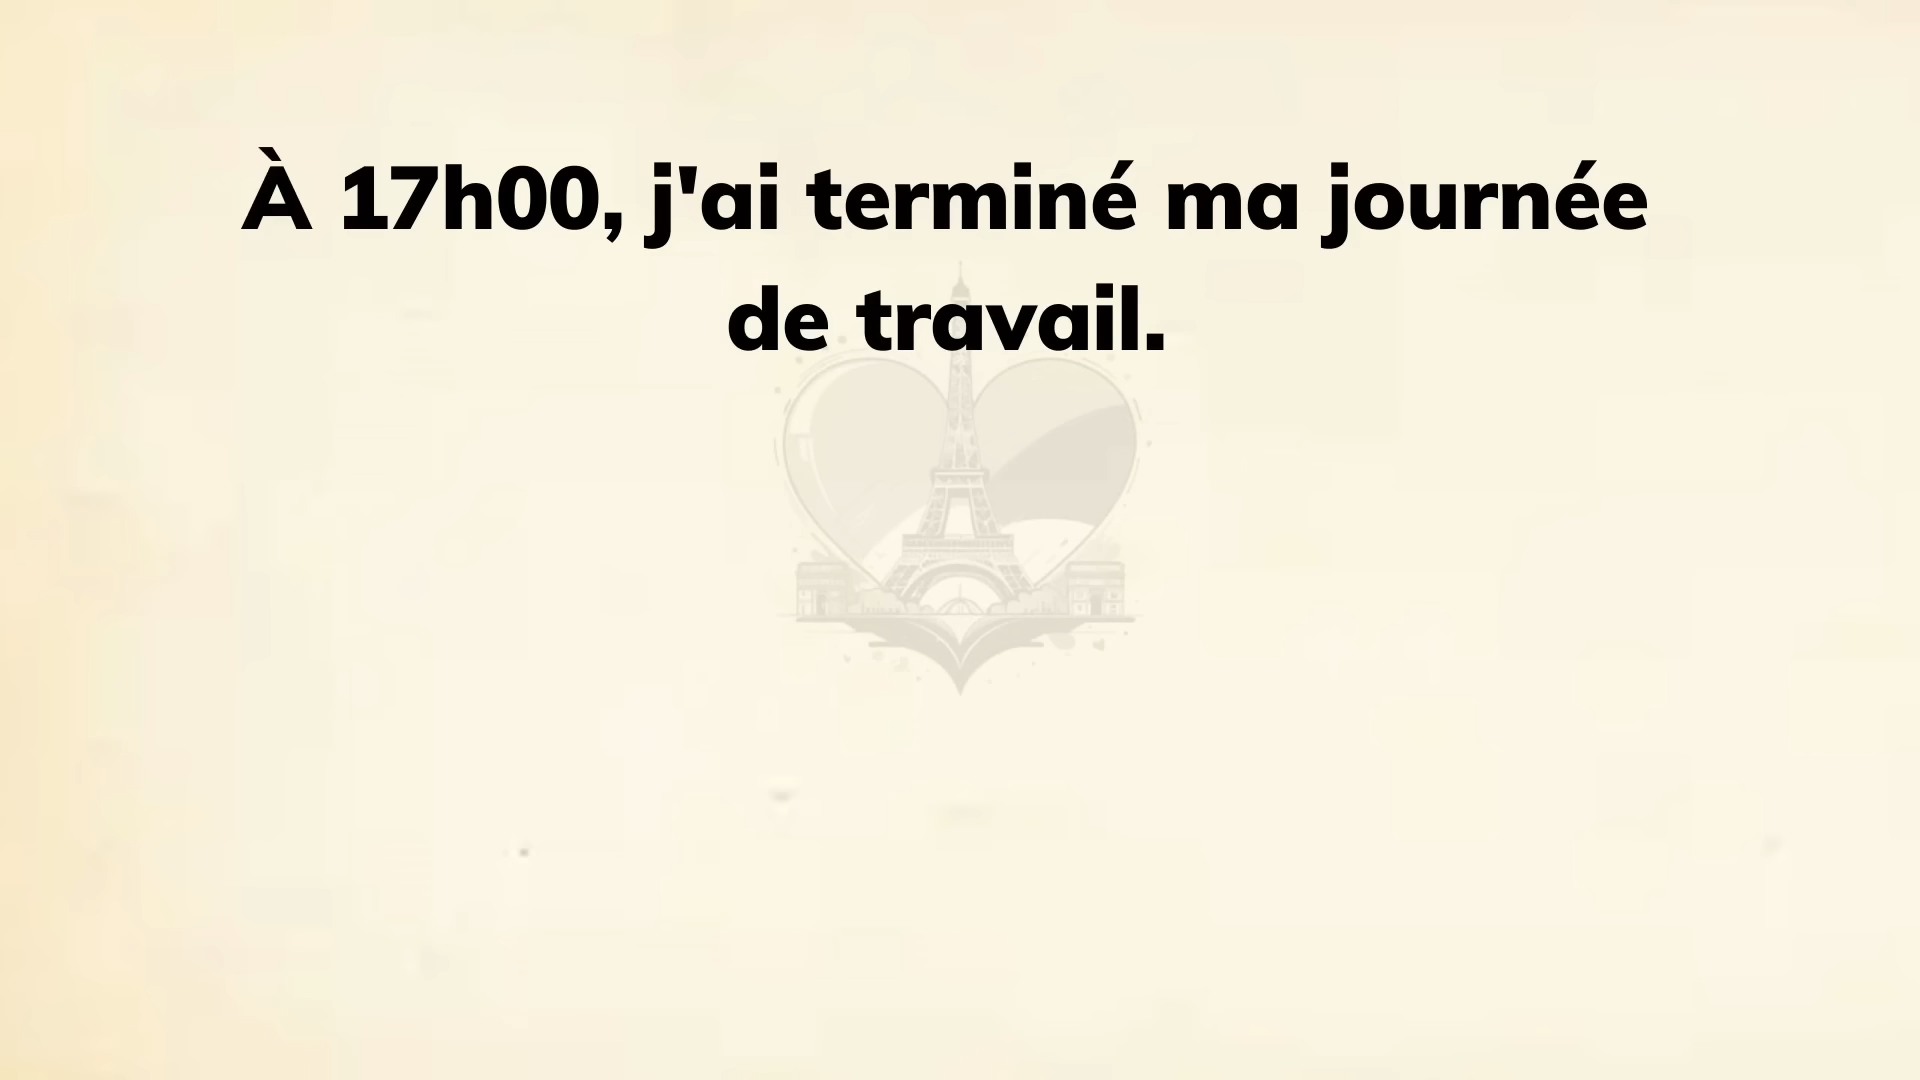 À 17h00, j'ai terminé ma journée
de travail.